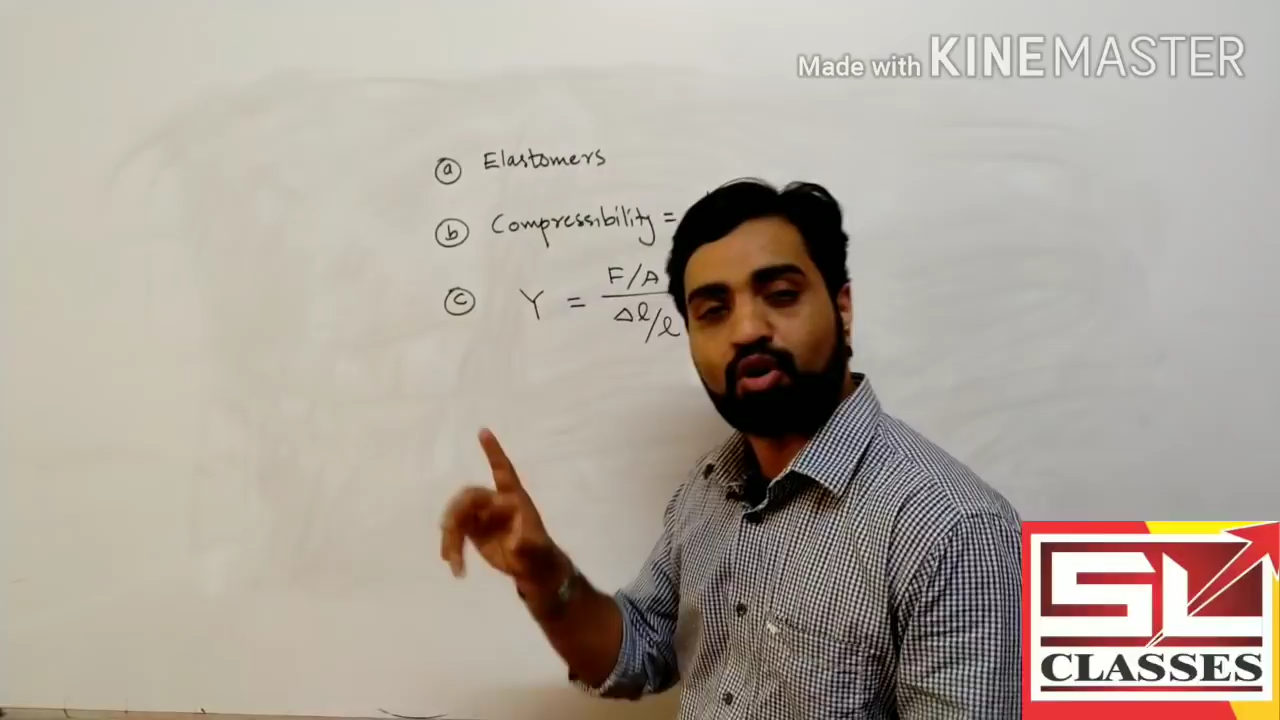 Made with KINEMASTER
ⓐ Elastomers
ⓑ Compressibility =
ⓒ Y = F/A
Δl/l
SL
CLASSES